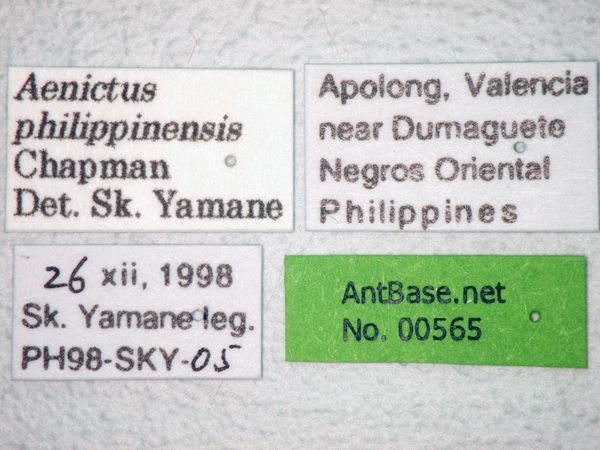 Aenictus
philippinensis
Chapman
Det. Sk. Yamane
Apolong, Valencia
near Dumaguete
Negros Oriental
Philippines
26 xii, 1998
Sk. Yamane leg.
PH98-SKY-05
AntBase.net
No. 00565